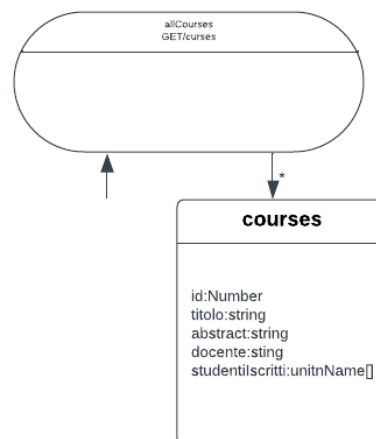 allCourses
GET/curses
*
courses
id:Number
titolo:string
abstract:string
docente:sting
studentiIscritti:unitnName[]